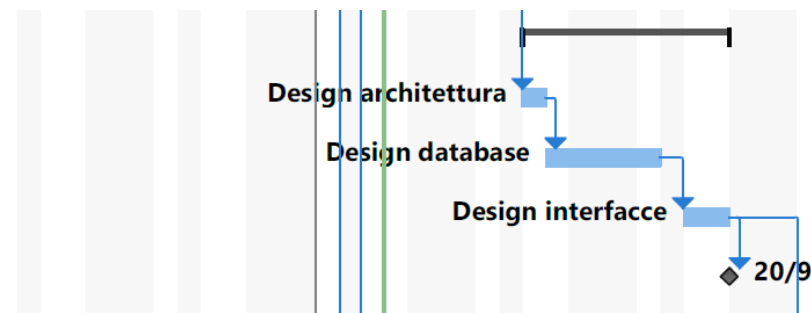 Design architettura
Design database
Design interfacce
20/9